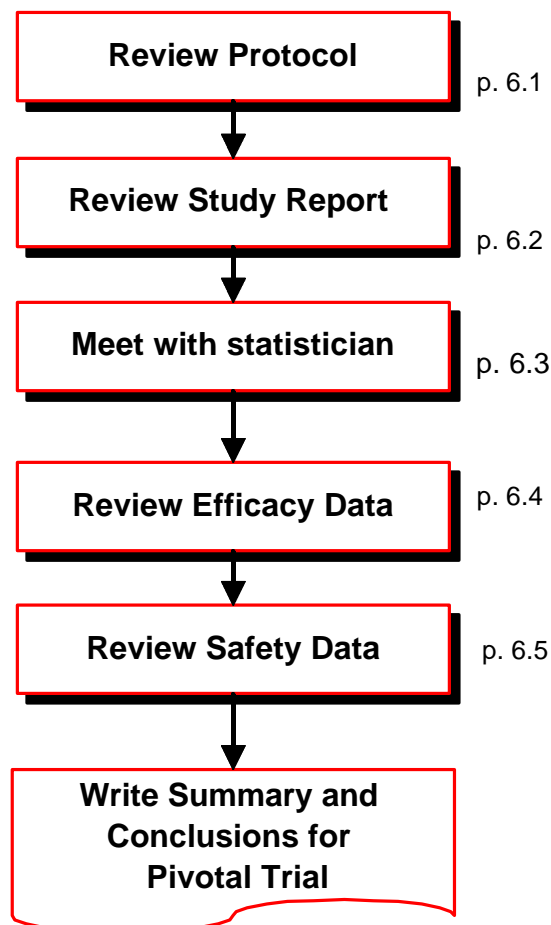 Review Protocol
p. 6.1
Review Study Report
p. 6.2
Meet with statistician
p. 6.3
Review Efficacy Data
p. 6.4
Review Safety Data
p. 6.5
Write Summary and
Conclusions for
Pivotal Trial